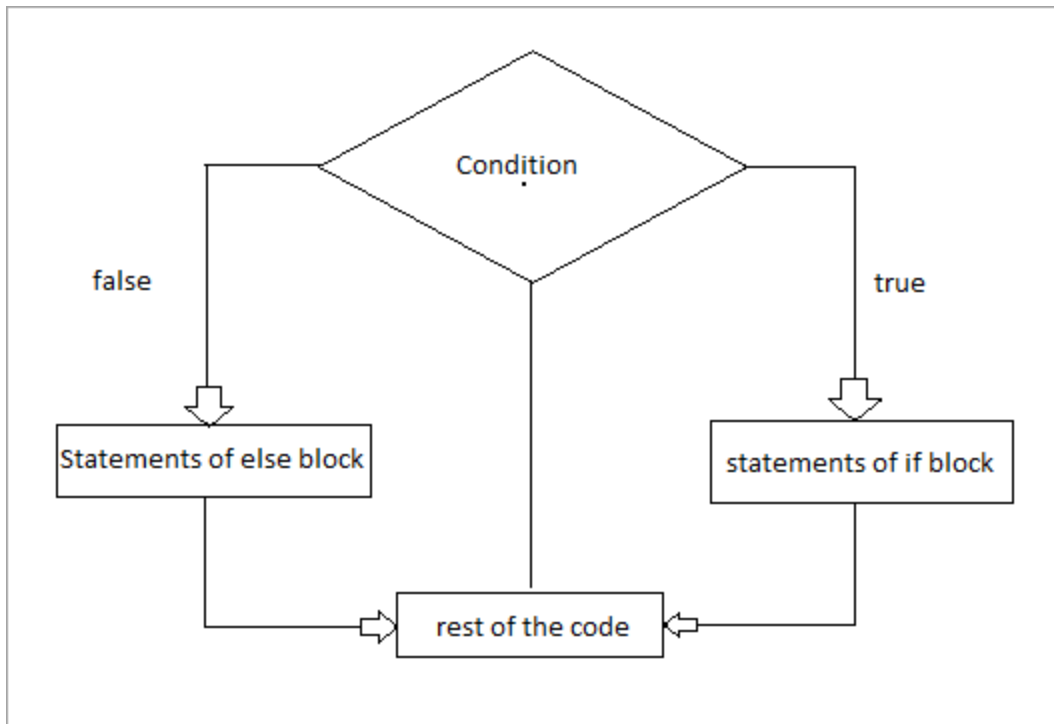 Condition
false
true
Statements of else block
statements of if block
rest of the code